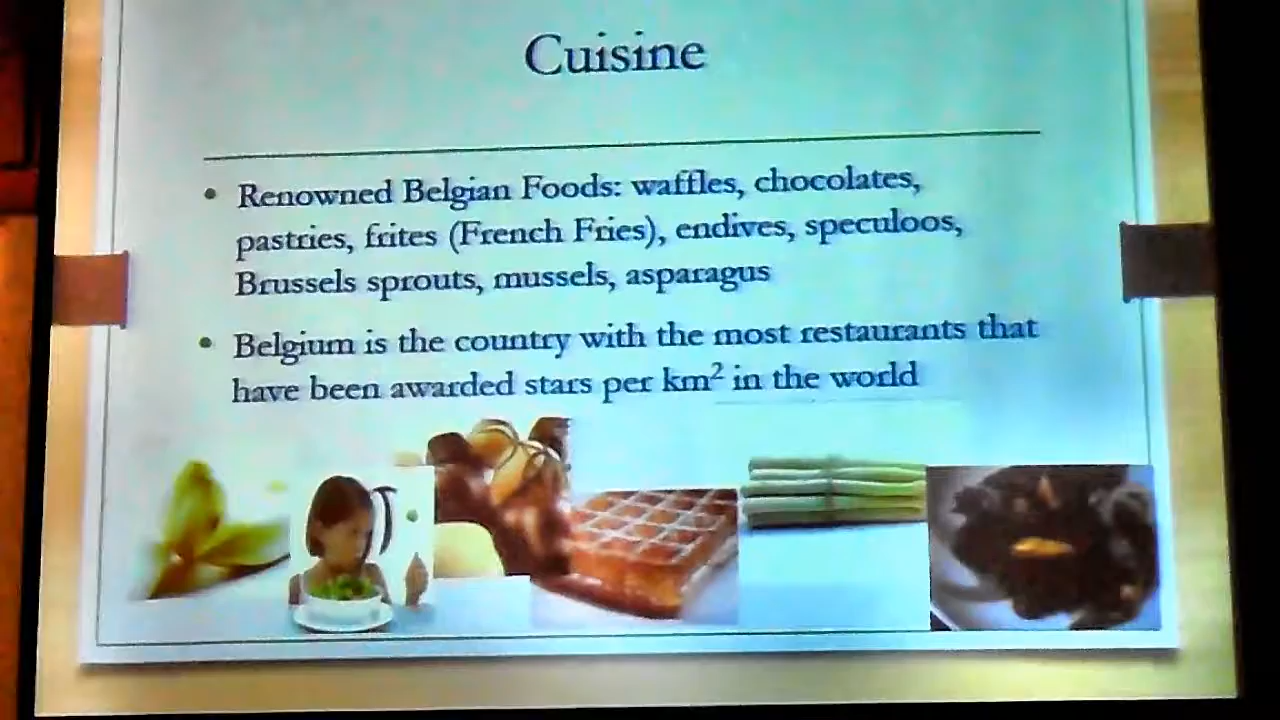 Cuisine
• Renowned Belgian Foods: waffles, chocolates,
pastries, frites (French Fries), endives, speculoos,
Brussels sprouts, mussels, asparagus
• Belgium is the country with the most restaurants that
have been awarded stars per km² in the world